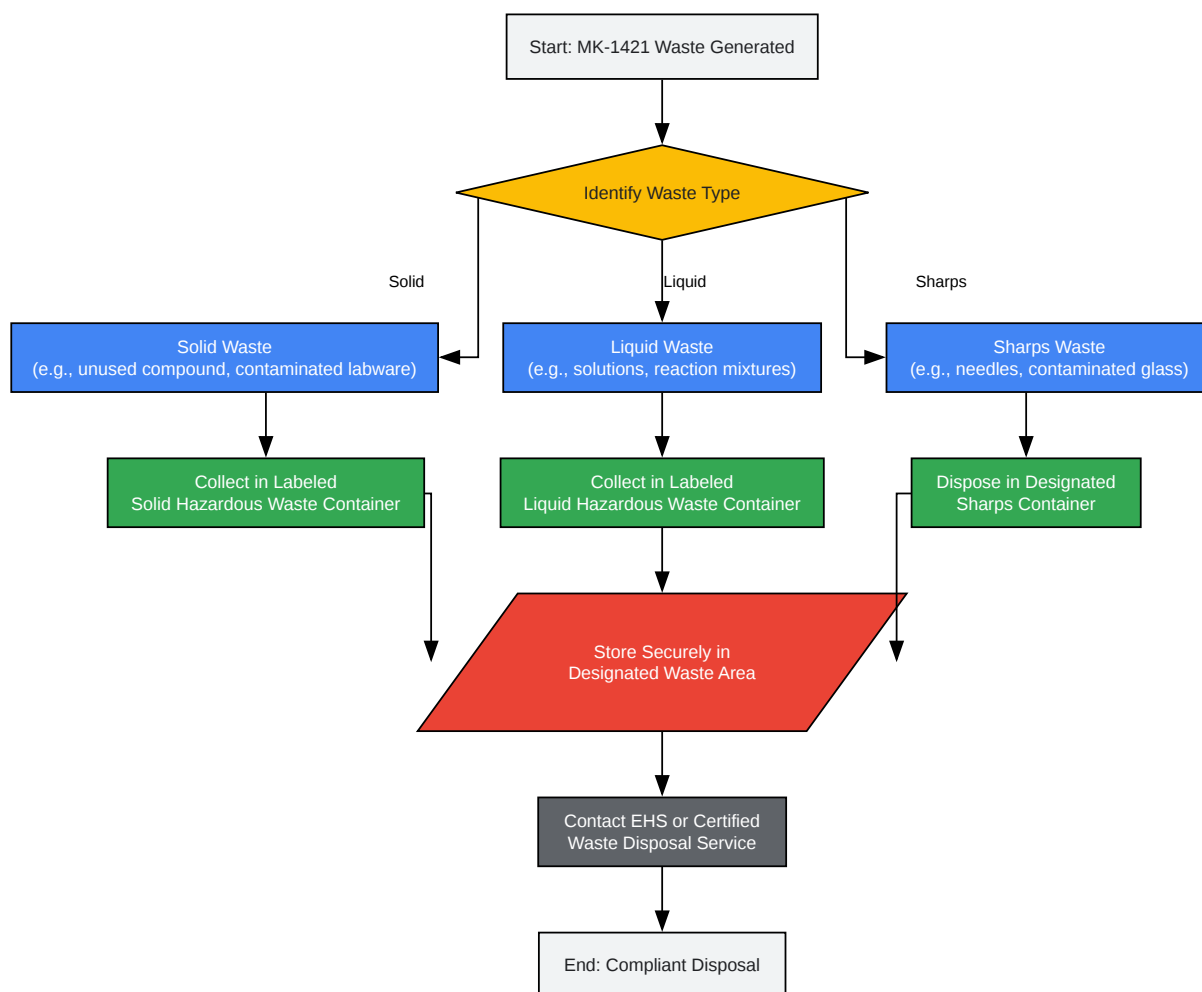 Start: MK-1421 Waste Generated
Identify Waste Type
Solid
Liquid
Sharps
Solid Waste
(e.g., unused compound, contaminated labware)
Liquid Waste
(e.g., solutions, reaction mixtures)
Sharps Waste
(e.g., needles, contaminated glass)
Collect in Labeled
Solid Hazardous Waste Container
Collect in Labeled
Liquid Hazardous Waste Container
Dispose in Designated
Sharps Container
Store Securely in
Designated Waste Area
Contact EHS or Certified
Waste Disposal Service
End: Compliant Disposal